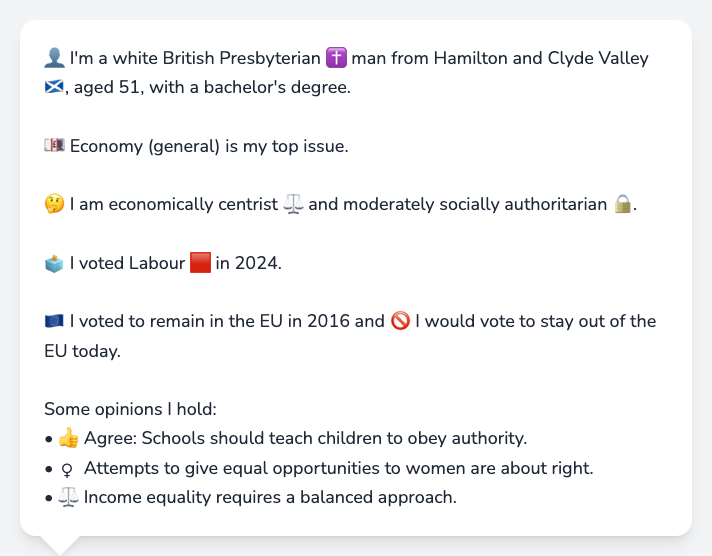 👤 I'm a white British Presbyterian ✝️ man from Hamilton and Clyde Valley
🏴󠁧󠁢󠁳󠁣󠁴󠁿, aged 51, with a bachelor's degree.
💷 Economy (general) is my top issue.
🤔 I am economically centrist ⚖️ and moderately socially authoritarian 🔒.
🗳️ I voted Labour 🟥 in 2024.
🇪🇺 I voted to remain in the EU in 2016 and 🚫 I would vote to stay out of the
EU today.
Some opinions I hold:
• 👍 Agree: Schools should teach children to obey authority.
• ♀ Attempts to give equal opportunities to women are about right.
• ⚖️ Income equality requires a balanced approach.